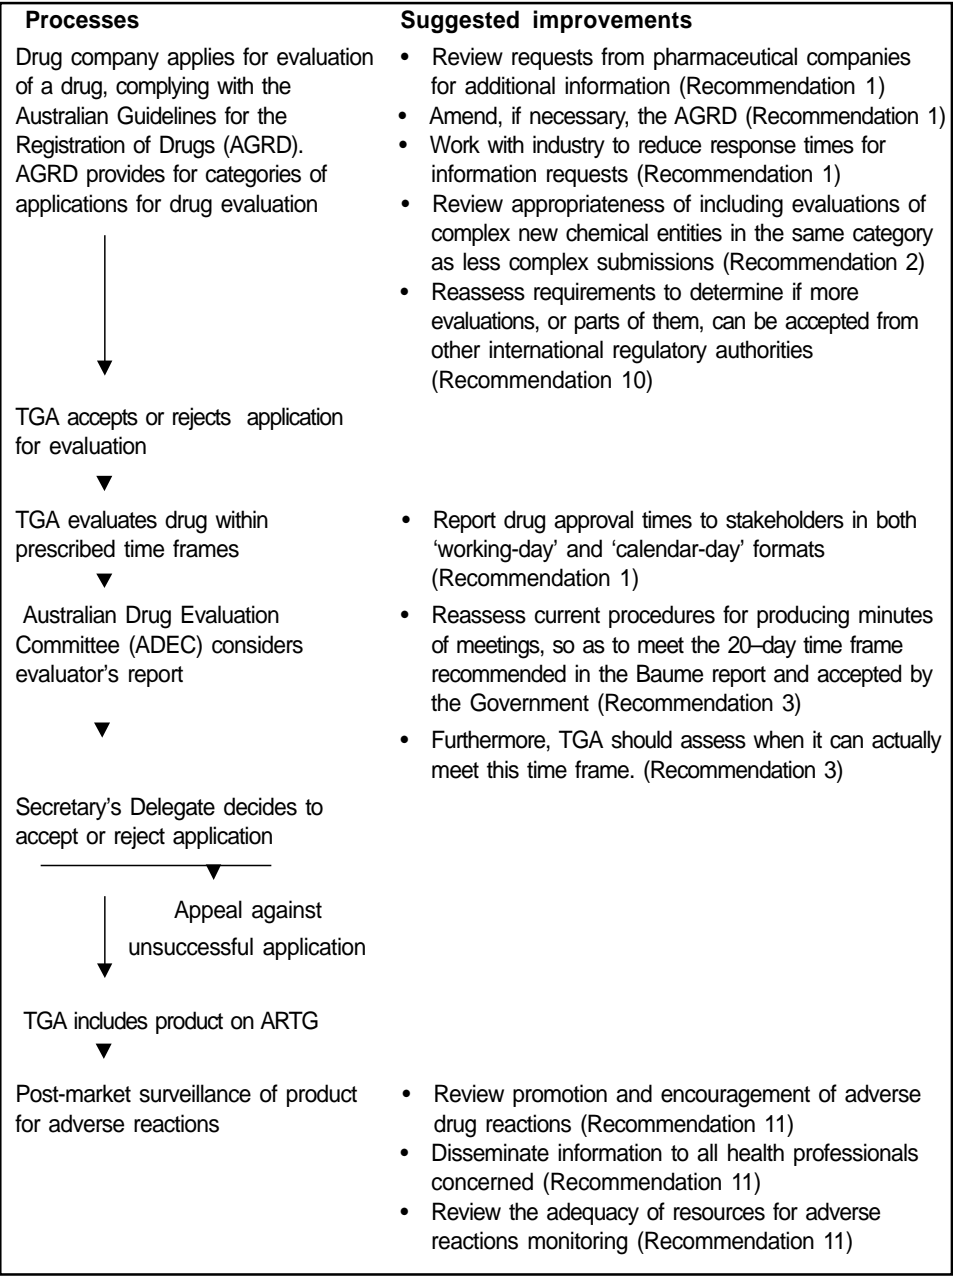 Processes
Suggested improvements
Drug company applies for evaluation
of a drug, complying with the
Australian Guidelines for the
Registration of Drugs (AGRD).
AGRD provides for categories of
applications for drug evaluation
• Review requests from pharmaceutical companies
for additional information (Recommendation 1)
• Amend, if necessary, the AGRD (Recommendation 1)
• Work with industry to reduce response times for
information requests (Recommendation 1)
• Review appropriateness of including evaluations of
complex new chemical entities in the same category
as less complex submissions (Recommendation 2)
• Reassess requirements to determine if more
evaluations, or parts of them, can be accepted from
other international regulatory authorities
(Recommendation 10)
TGA accepts or rejects application
for evaluation
TGA evaluates drug within
prescribed time frames
• Report drug approval times to stakeholders in both
‘working-day’ and ‘calendar-day’ formats
(Recommendation 1)
Australian Drug Evaluation
Committee (ADEC) considers
evaluator’s report
• Reassess current procedures for producing minutes
of meetings, so as to meet the 20–day time frame
recommended in the Baume report and accepted by
the Government (Recommendation 3)
• Furthermore, TGA should assess when it can actually
meet this time frame. (Recommendation 3)
Secretary’s Delegate decides to
accept or reject application
Appeal against
unsuccessful application
TGA includes product on ARTG
Post-market surveillance of product
for adverse reactions
• Review promotion and encouragement of adverse
drug reactions (Recommendation 11)
• Disseminate information to all health professionals
concerned (Recommendation 11)
• Review the adequacy of resources for adverse
reactions monitoring (Recommendation 11)